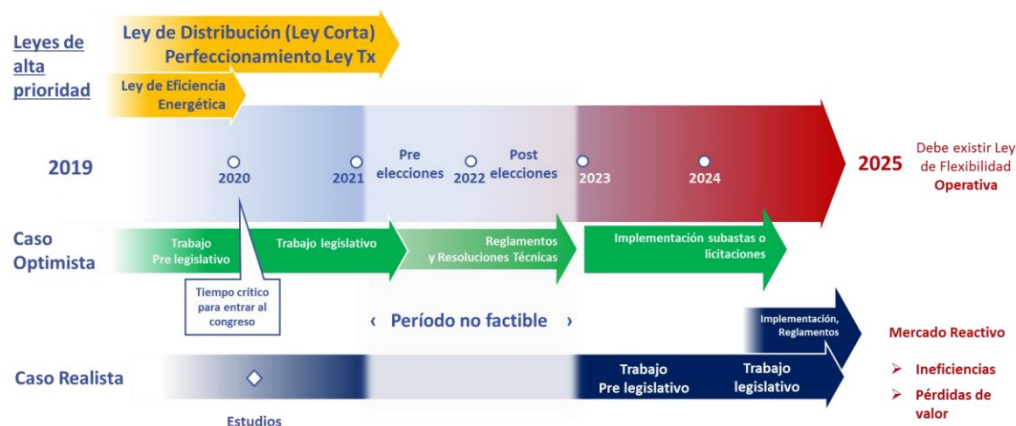 Leyes de
alta
prioridad
Ley de Distribución (Ley Corta)
Perfeccionamiento Ley Tx
Ley de Eficiencia
Energética
2019
2020
2021
Pre
elecciones
2022
Post
elecciones
2023
2024
2025
Debe existir Ley
de Flexibilidad
Operativa
Caso
Optimista
Trabajo
Pre legislativo
Trabajo legislativo
Reglamentos
y Resoluciones Técnicas
Implementación subastas o
licitaciones
Tiempo crítico
para entrar al
congreso
‹ Período no factible ›
Implementación,
Reglamentos
Caso Realista
Estudios
Trabajo
Pre legislativo
Trabajo
legislativo
Mercado Reactivo
➢ Ineficiencias
➢ Pérdidas de
valor